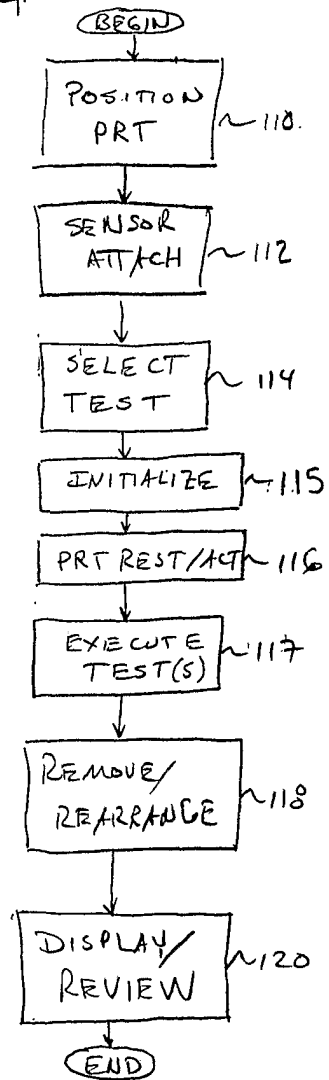 BEGIN
POSITION
PRT
110
SENSOR
ATTACH
112
SELECT
TEST
114
INITIALIZE
115
PRT REST/ACT
116
EXECUTE
TEST(S)
117
REMOVE/
REARRANGE
118
DISPLAY/
REVIEW
120
END